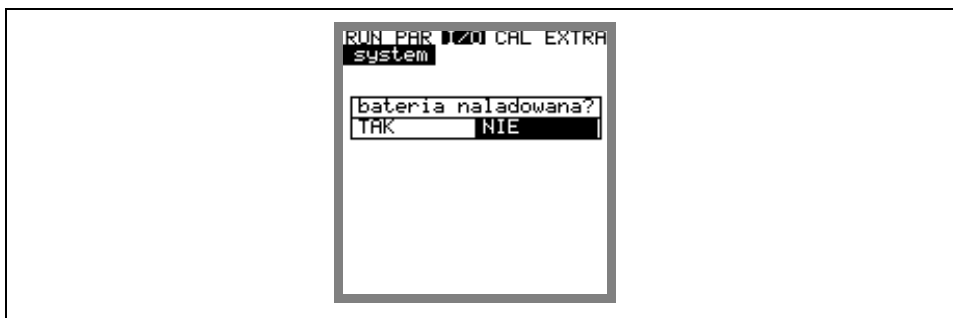 RUN PAR I/O CAL EXTRA
system
bateria naladowana?
TAK NIE